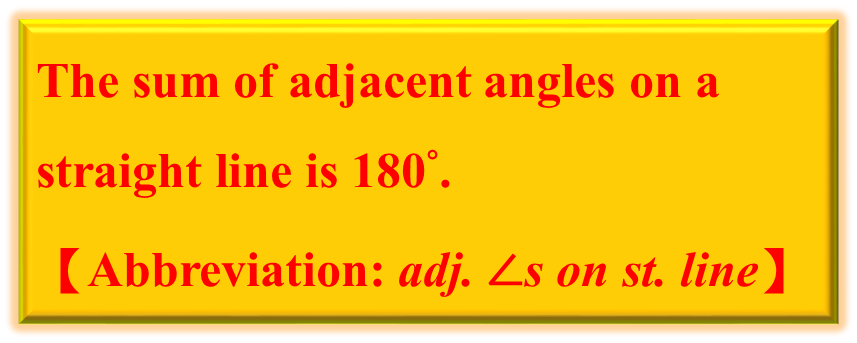 The sum of adjacent angles on a
straight line is 180°.
【Abbreviation: adj. ∠s on st. line】